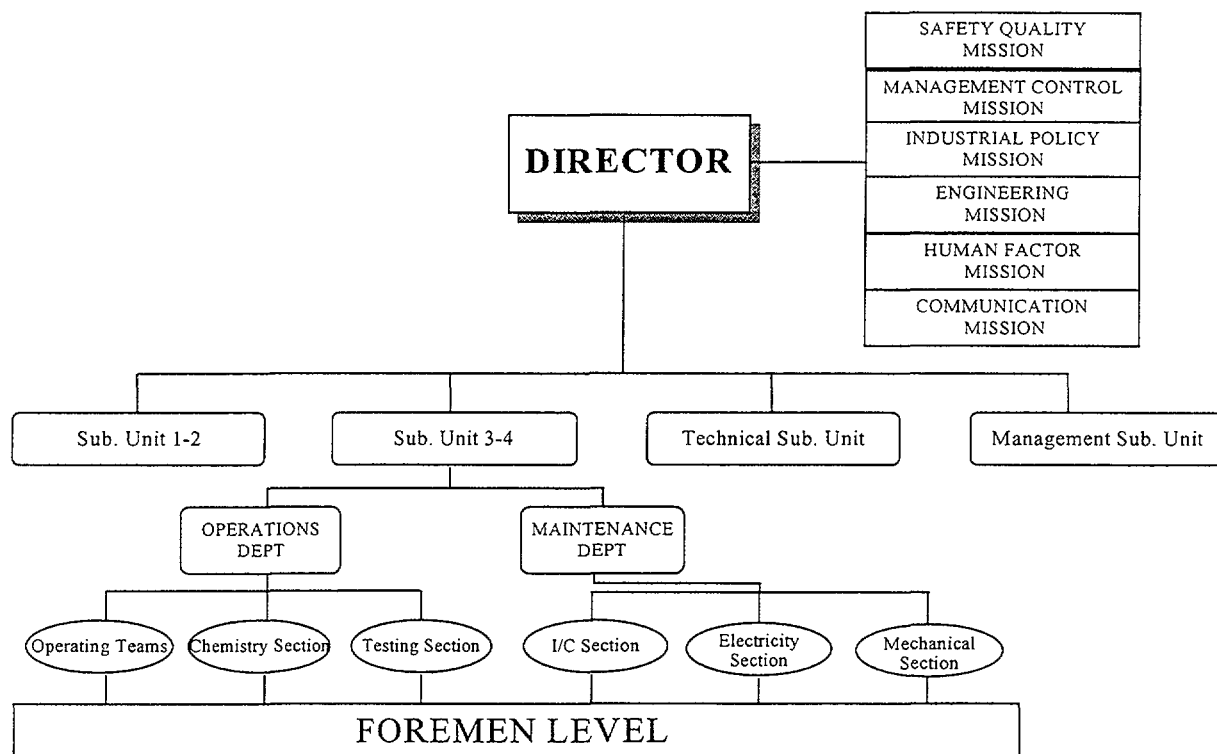 SAFETY QUALITY
MISSION
MANAGEMENT CONTROL
MISSION
INDUSTRIAL POLICY
MISSION
ENGINEERING
MISSION
HUMAN FACTOR
MISSION
COMMUNICATION
MISSION
DIRECTOR
Sub. Unit 1-2
Sub. Unit 3-4
Technical Sub. Unit
Management Sub. Unit
OPERATIONS
DEPT
MAINTENANCE
DEPT
Operating Teams
Chemistry Section
Testing Section
I/C Section
Electricity
Section
Mechanical
Section
FOREMEN LEVEL